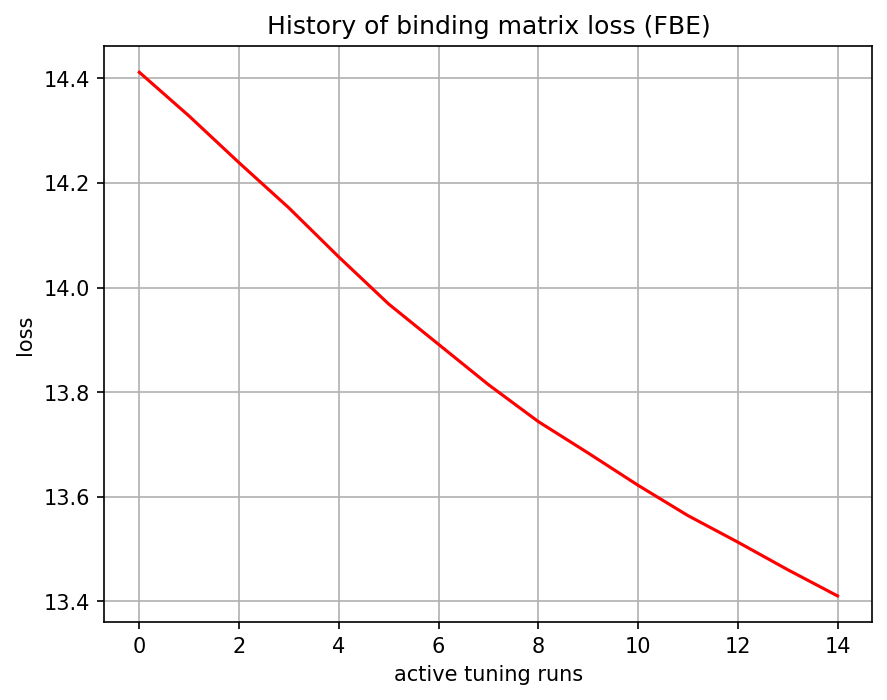 History of binding matrix loss (FBE)
14.4
14.2
14.0
13.8
13.6
13.4
loss
0 2 4 6 8 10 12 14
active tuning runs